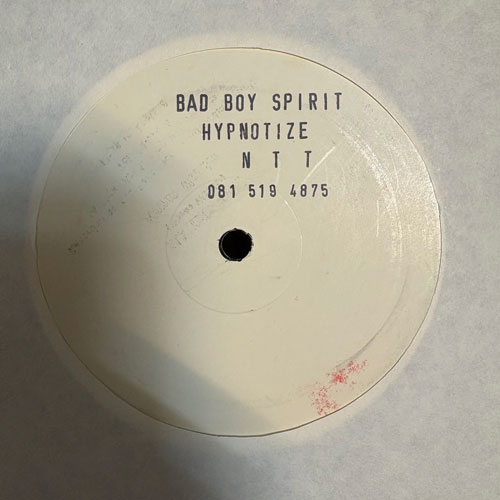 BAD BOY SPIRIT
HYPNOTIZE
N T T
081 519 4875